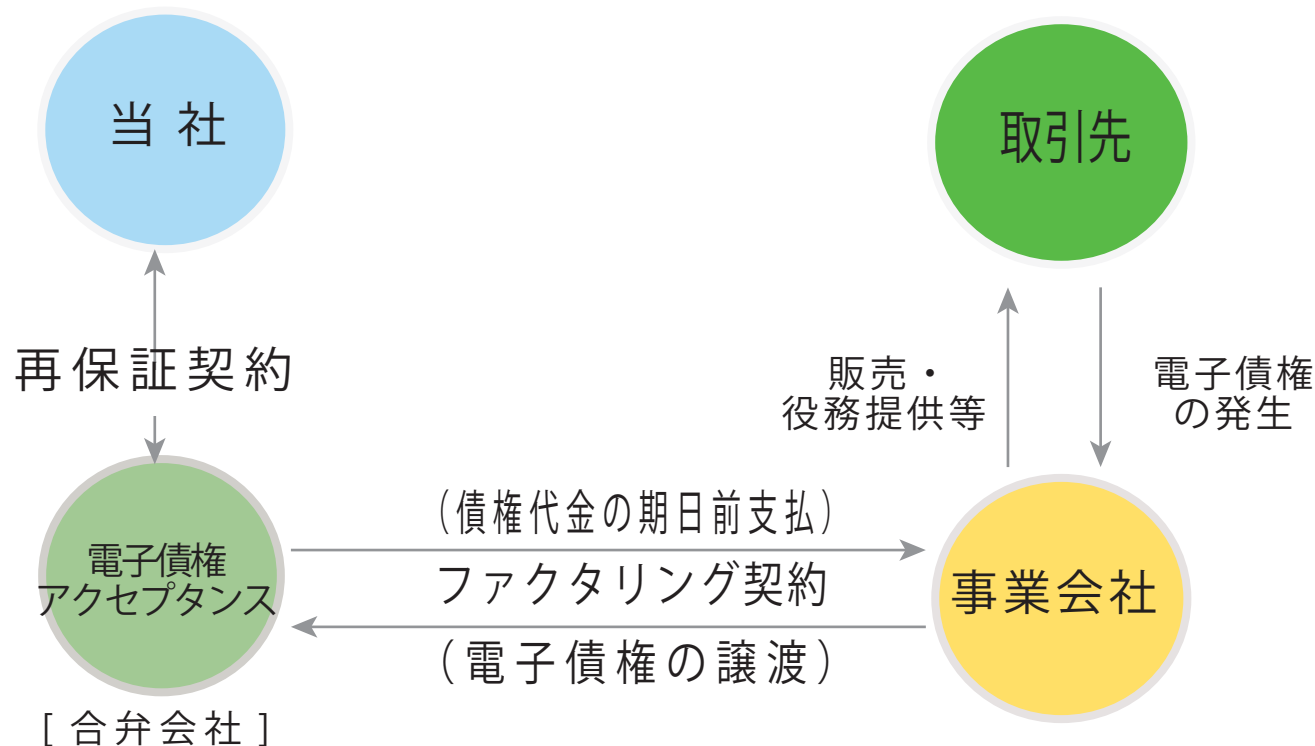 当 社
取引先
再保証契約
販売・
役務提供等
電子債権
の発生
(債権代金の期日前支払)
ファクタリング契約
(電子債権の譲渡)
電子債権
アクセプタンス
事業会社
[ 合弁会社 ]